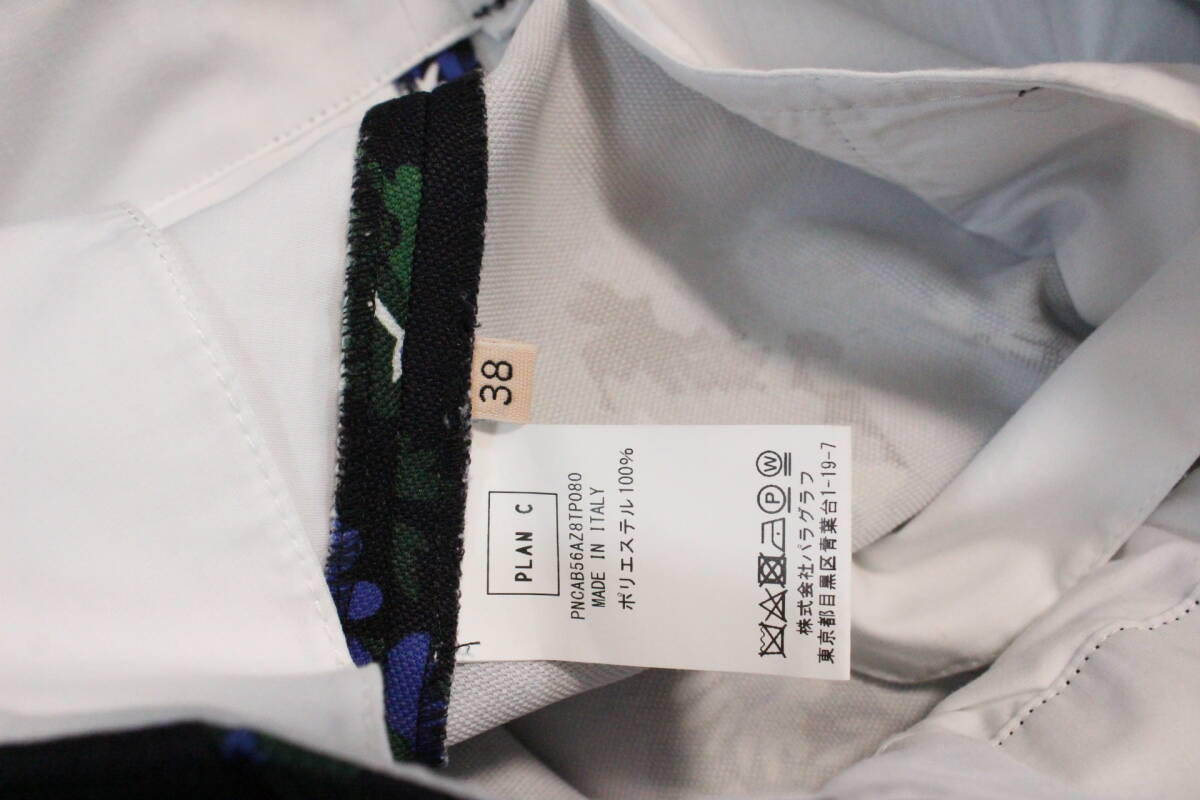 38
PLAN C
PNCAB56AZ8TP080
MADE IN ITALY
ポリエステル100%
P W
株式会社パラグラフ
東京都目黒区青葉台1-19-7